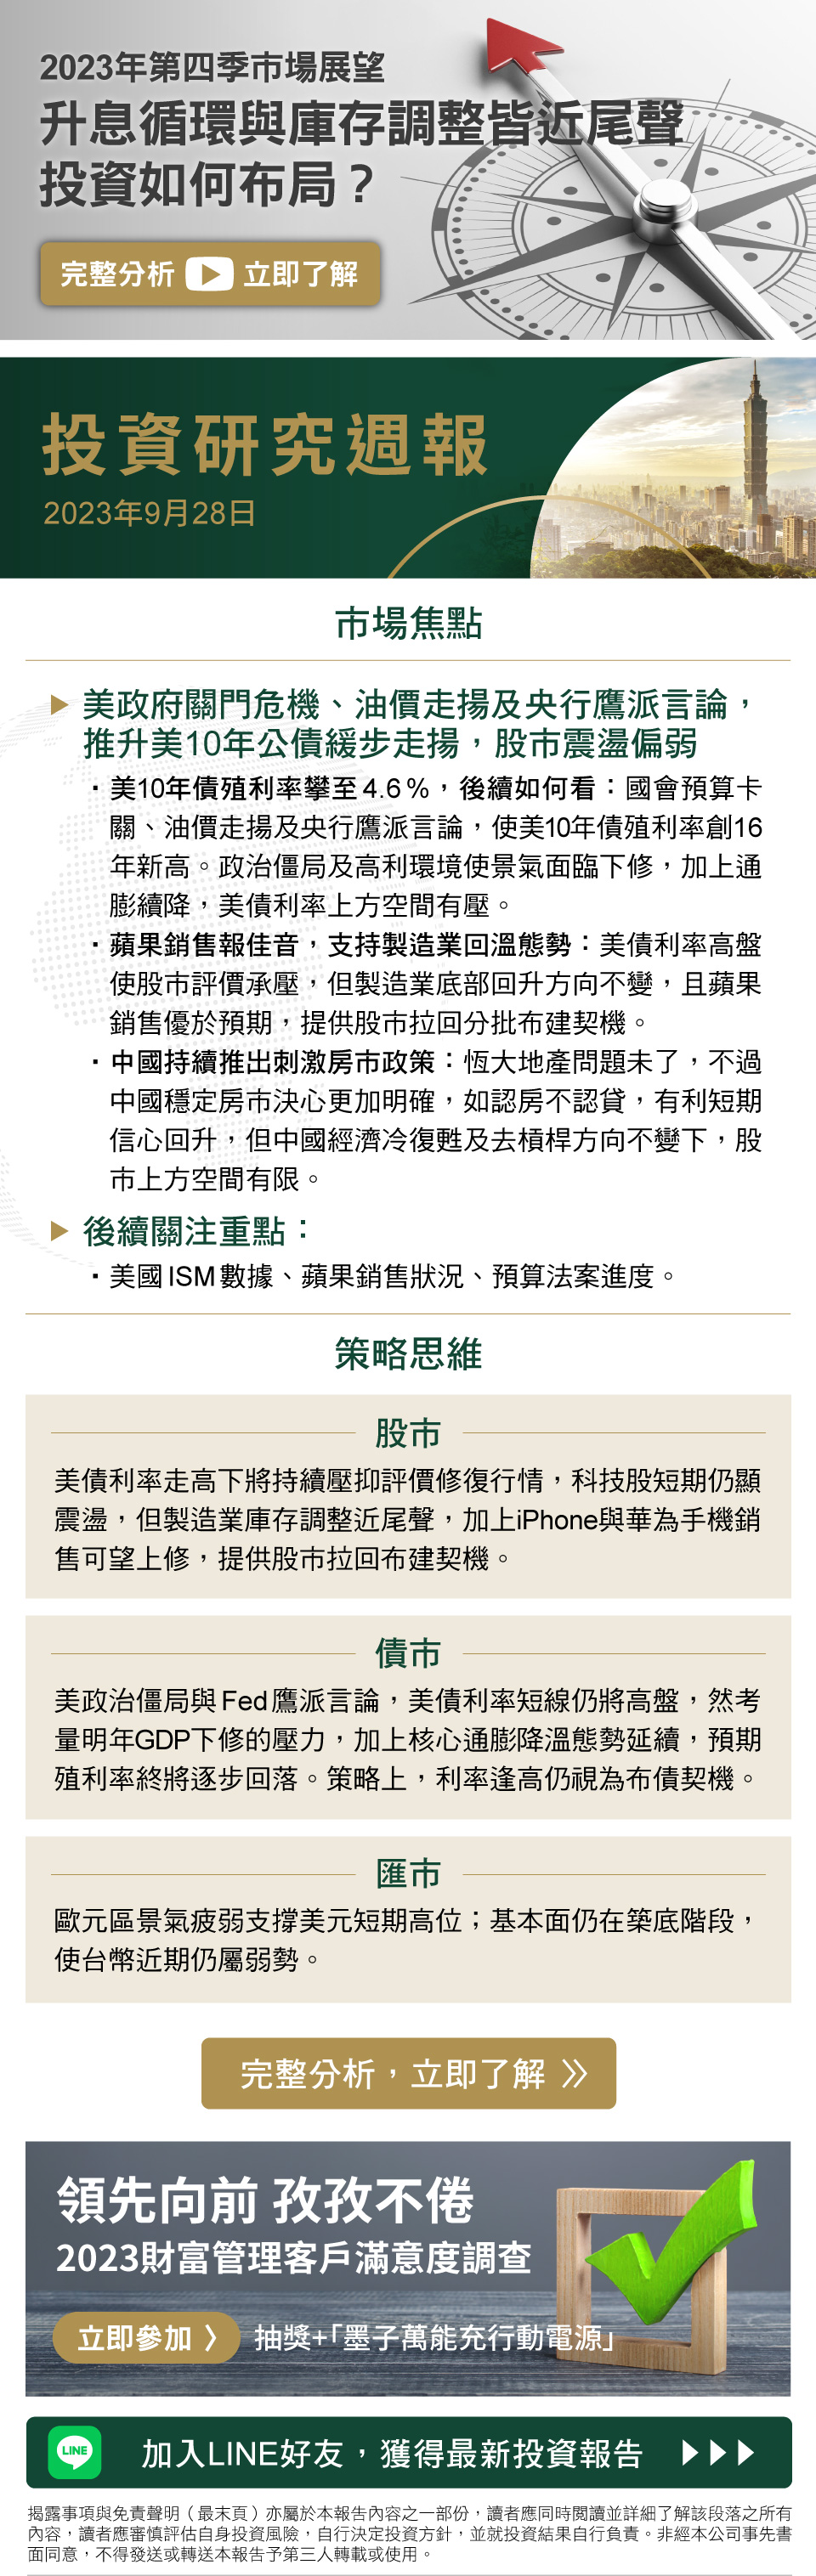 2023年第四季市場展望
升息循環與庫存調整皆近尾聲
投資如何布局？
完整分析 立即了解
投資研究週報
2023年9月28日
市場焦點
美政府關門危機、油價走揚及央行鷹派言論，
推升美10年公債緩步走揚，股市震盪偏弱
・美10年債殖利率攀至4.6%，後續如何看：國會預算卡
關、油價走揚及央行鷹派言論，使美10年債殖利率創16
年新高。政治僵局及高利環境使景氣面臨下修，加上通
膨續降，美債利率上方空間有壓。
・蘋果銷售報佳音，支持製造業回溫態勢：美債利率高盤
使股市評價承壓，但製造業底部回升方向不變，且蘋果
銷售優於預期，提供股市拉回分批布建契機。
・中國持續推出刺激房市政策：恆大地產問題未了，不過
中國穩定房市決心更加明確，如認房不認貸，有利短期
信心回升，但中國經濟冷復甦及去槓桿方向不變下，股
市上方空間有限。
後續關注重點：
・美國ISM數據、蘋果銷售狀況、預算法案進度。
策略思維
股市
美債利率走高下將持續壓抑評價修復行情，科技股短期仍顯
震盪，但製造業庫存調整近尾聲，加上iPhone與華為手機銷
售可望上修，提供股市拉回布建契機。
債市
美政治僵局與Fed鷹派言論，美債利率短線仍將高盤，然考
量明年GDP下修的壓力，加上核心通膨降溫態勢延續，預期
殖利率終將逐步回落。策略上，利率逢高仍視為布債契機。
匯市
歐元區景氣疲弱支撐美元短期高位；基本面仍在築底階段，
使台幣近期仍屬弱勢。
完整分析，立即了解
領先向前 孜孜不倦
2023財富管理客戶滿意度調查
立即參加 〉 抽獎+「墨子萬能充行動電源」
LINE 加入LINE好友，獲得最新投資報告
揭露事項與免責聲明（最末頁）亦屬於本報告內容之一部份，讀者應同時閱讀並詳細了解該段落之所有
內容，讀者應審慎評估自身投資風險，自行決定投資方針，並就投資結果自行負責。非經本公司事先書
面同意，不得發送或轉送本報告予第三人轉載或使用。